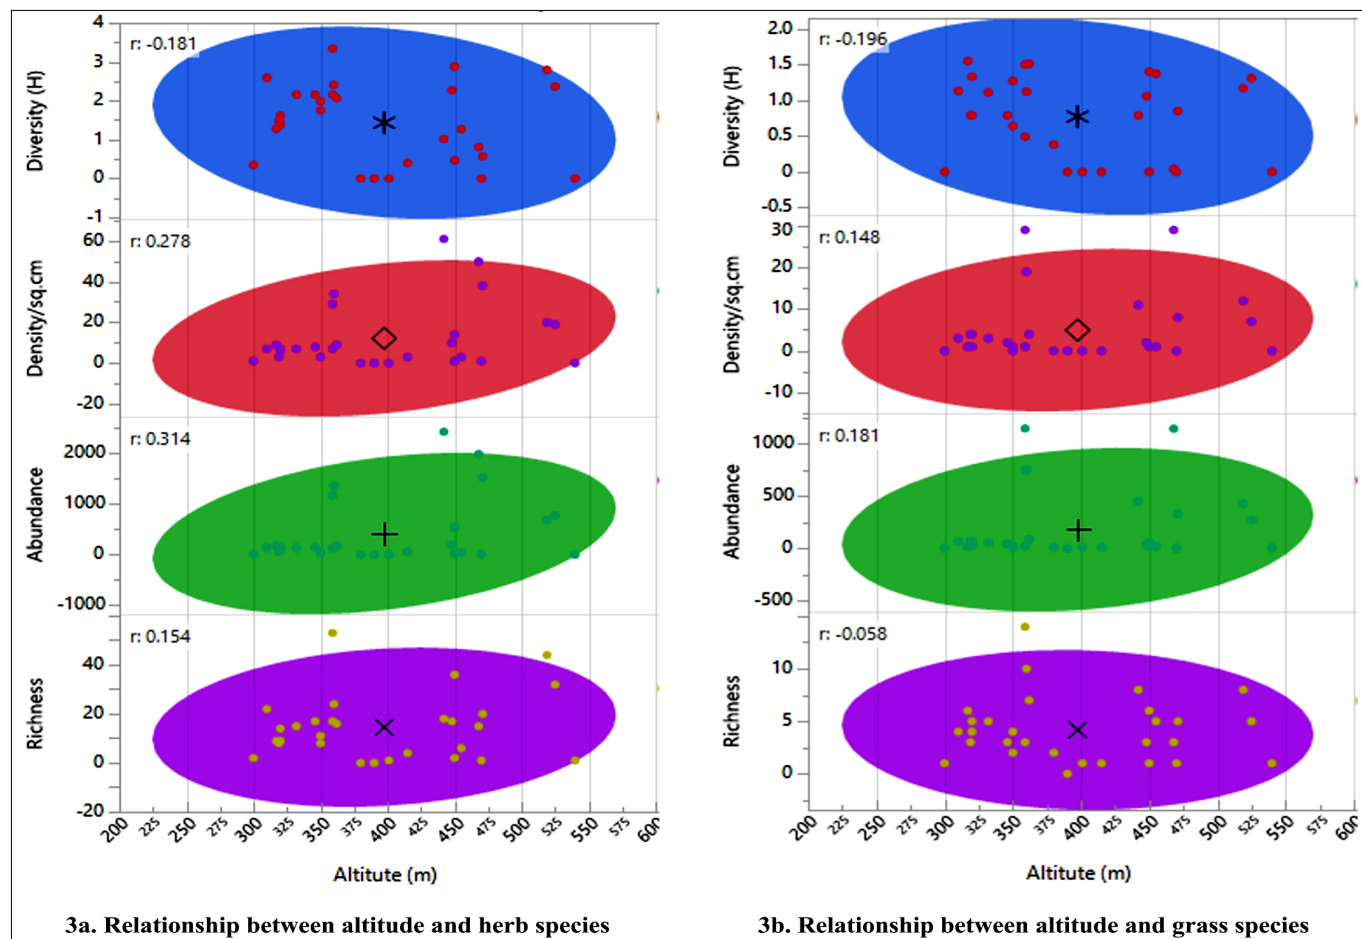 r: -0.181
Diversity (H)
4
3
2
1
0
-1
r: 0.278
Density/sq.cm
60
40
20
0
-20
r: 0.314
Abundance
2000
1000
0
-1000
r: 0.154
Richness
40
20
0
-20
200 225 250 275 300 325 350 375 400 425 450 475 500 525 550 575 600
Altitute (m)
3a. Relationship between altitude and herb species
r: -0.196
Diversity (H)
2.0
1.5
1.0
0.5
0
-0.5
r: 0.148
Density/sq.cm
30
20
10
0
-10
r: 0.181
Abundance
1000
500
0
-500
r: -0.058
Richness
10
5
0
200 225 250 275 300 325 350 375 400 425 450 475 500 525 550 575 600
Altitute (m)
3b. Relationship between altitude and grass species